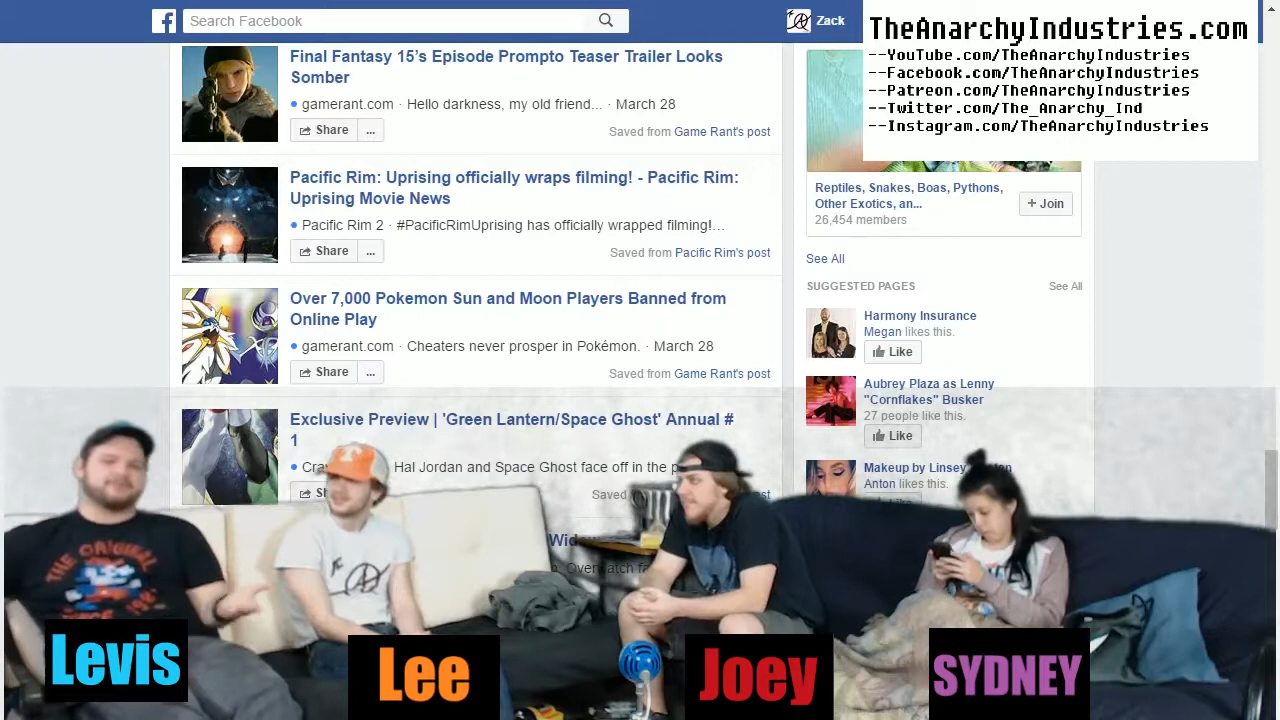 Search Facebook
Zack
TheAnarchyIndustries.com
--YouTube.com/TheAnarchyIndustries
--Facebook.com/TheAnarchyIndustries
--Patreon.com/TheAnarchyIndustries
--Twitter.com/The_Anarchy_Ind
--Instagram.com/TheAnarchyIndustries
Final Fantasy 15’s Episode Prompto Teaser Trailer Looks
Somber
gamerant.com · Hello darkness, my old friend... · March 28
Share ...
Saved from Game Rant's post
Pacific Rim: Uprising officially wraps filming! - Pacific Rim:
Uprising Movie News
Pacific Rim 2 · #PacificRimUprising has officially wrapped filming!…
Share ...
Saved from Pacific Rim's post
Over 7,000 Pokemon Sun and Moon Players Banned from
Online Play
gamerant.com · Cheaters never prosper in Pokémon. · March 28
Share ...
Saved from Game Rant's post
Exclusive Preview | 'Green Lantern/Space Ghost' Annual #
1
Hal Jordan and Space Ghost face off in the
Saved
Overwatch
Reptiles, Snakes, Boas, Pythons,
Other Exotics, an...
26,454 members
+ Join
See All
SUGGESTED PAGES
See All
Harmony Insurance
Megan likes this.
Like
Aubrey Plaza as Lenny
"Cornflakes" Busker
27 people like this.
Like
Makeup by Linsey
Anton likes this.
THE ORIGINAL
T
Levis
Lee
Joey
SYDNEY